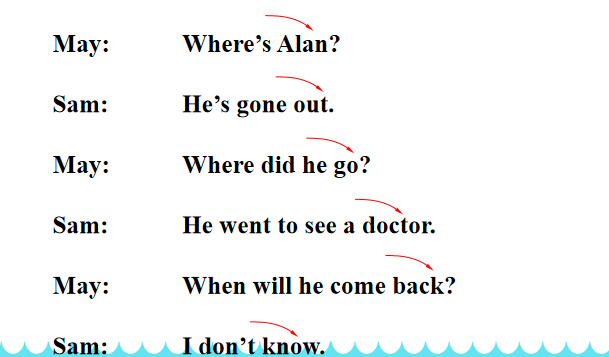 May: Where’s Alan?
Sam: He’s gone out.
May: Where did he go?
Sam: He went to see a doctor.
May: When will he come back?
Sam: I don’t know.